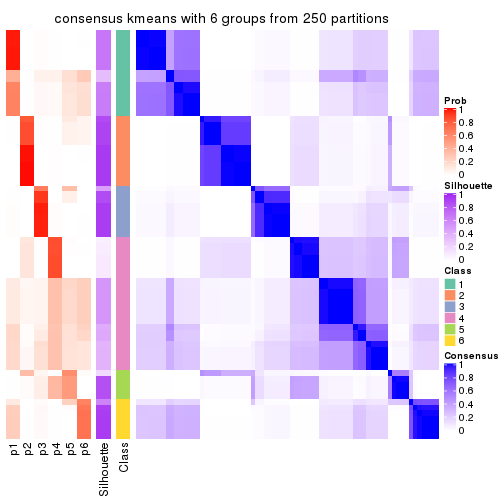 consensus kmeans with 6 groups from 250 partitions
Prob
1
0.8
0.6
0.4
0.2
0
Silhouette
1
0.8
0.6
0.4
0.2
0
Class
1
2
3
4
5
6
Consensus
1
0.8
0.6
0.4
0.2
0
p1
p2
p3
p4
p5
p6
Silhouette
Class